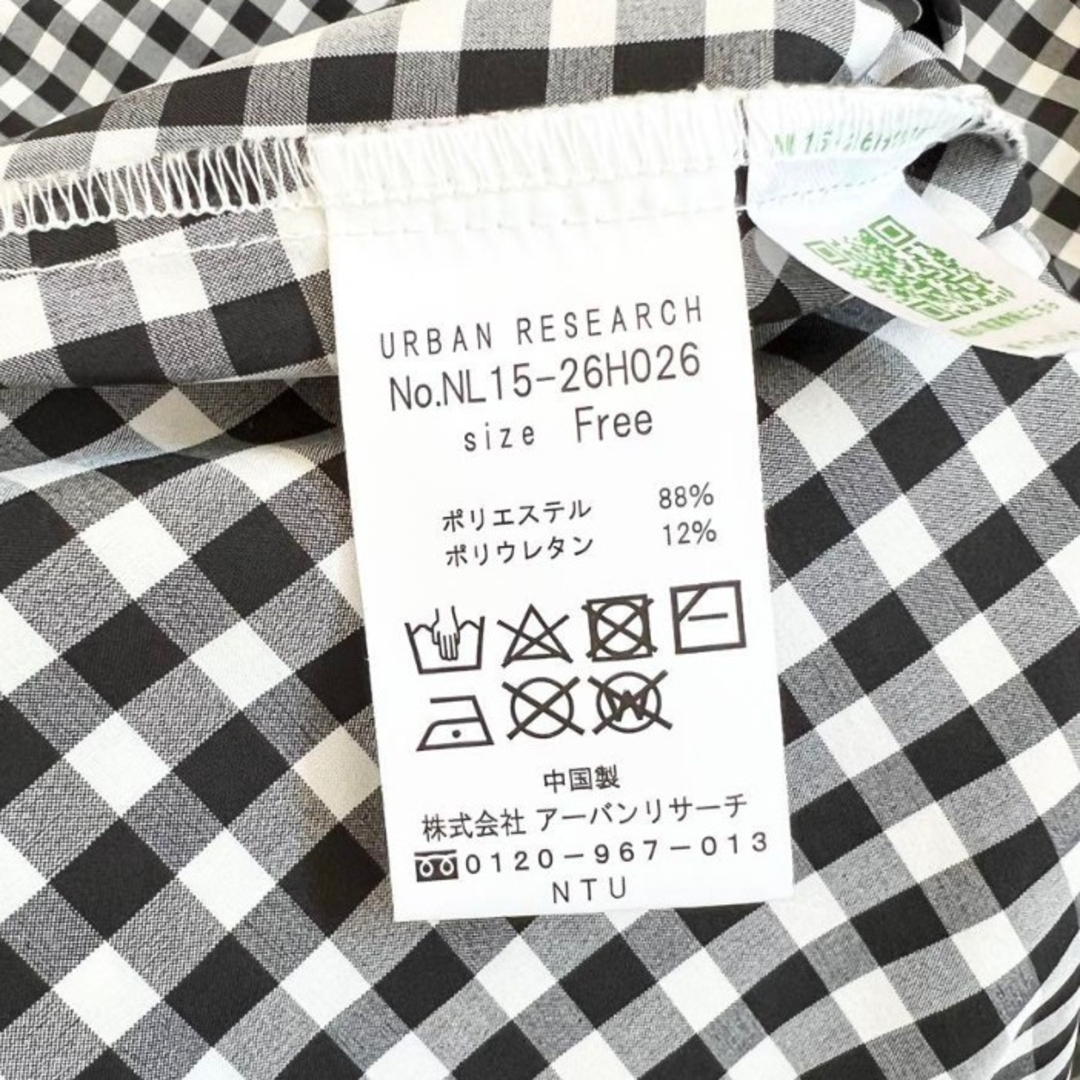 URBAN RESEARCH
No.NL15-26H026
size Free
ポリエステル 88%
ポリウレタン 12%
W
中国製
株式会社 アーバンリサーチ
0120-967-013
NTU